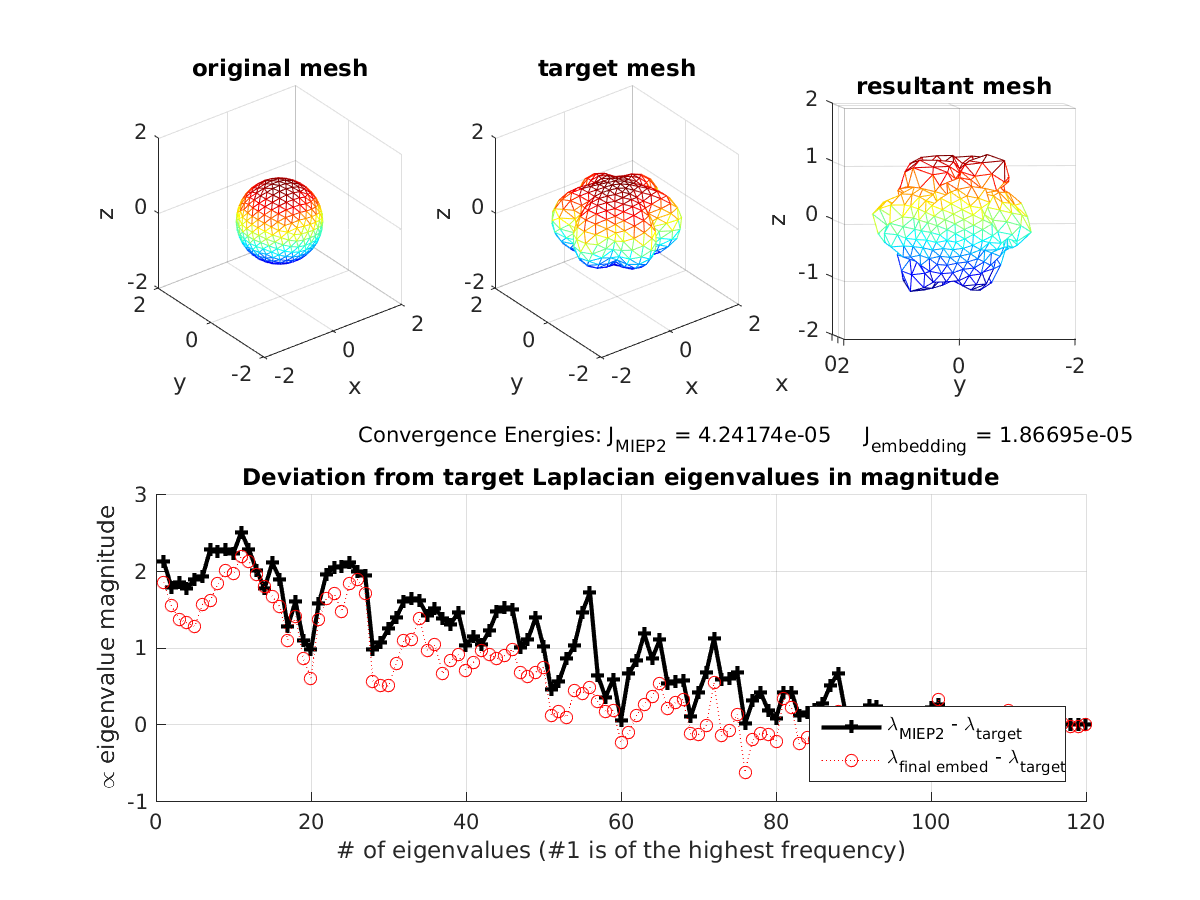 original mesh
target mesh
resultant mesh
2
0
-2
z
2
0
-2
y
-2
0
2
x
2
0
-2
z
2
0
-2
y
-2
0
2
x
2
1
0
-1
-2
z
0
2
0
-2
x
y
Convergence Energies: J_MIEP2 = 4.24174e-05 J_embedding = 1.86695e-05
Deviation from target Laplacian eigenvalues in magnitude
3
2
1
0
-1
∝ eigenvalue magnitude
λ_MIEP2 - λ_target
λ_final embed - λ_target
0 20 40 60 80 100 120
# of eigenvalues (#1 is of the highest frequency)